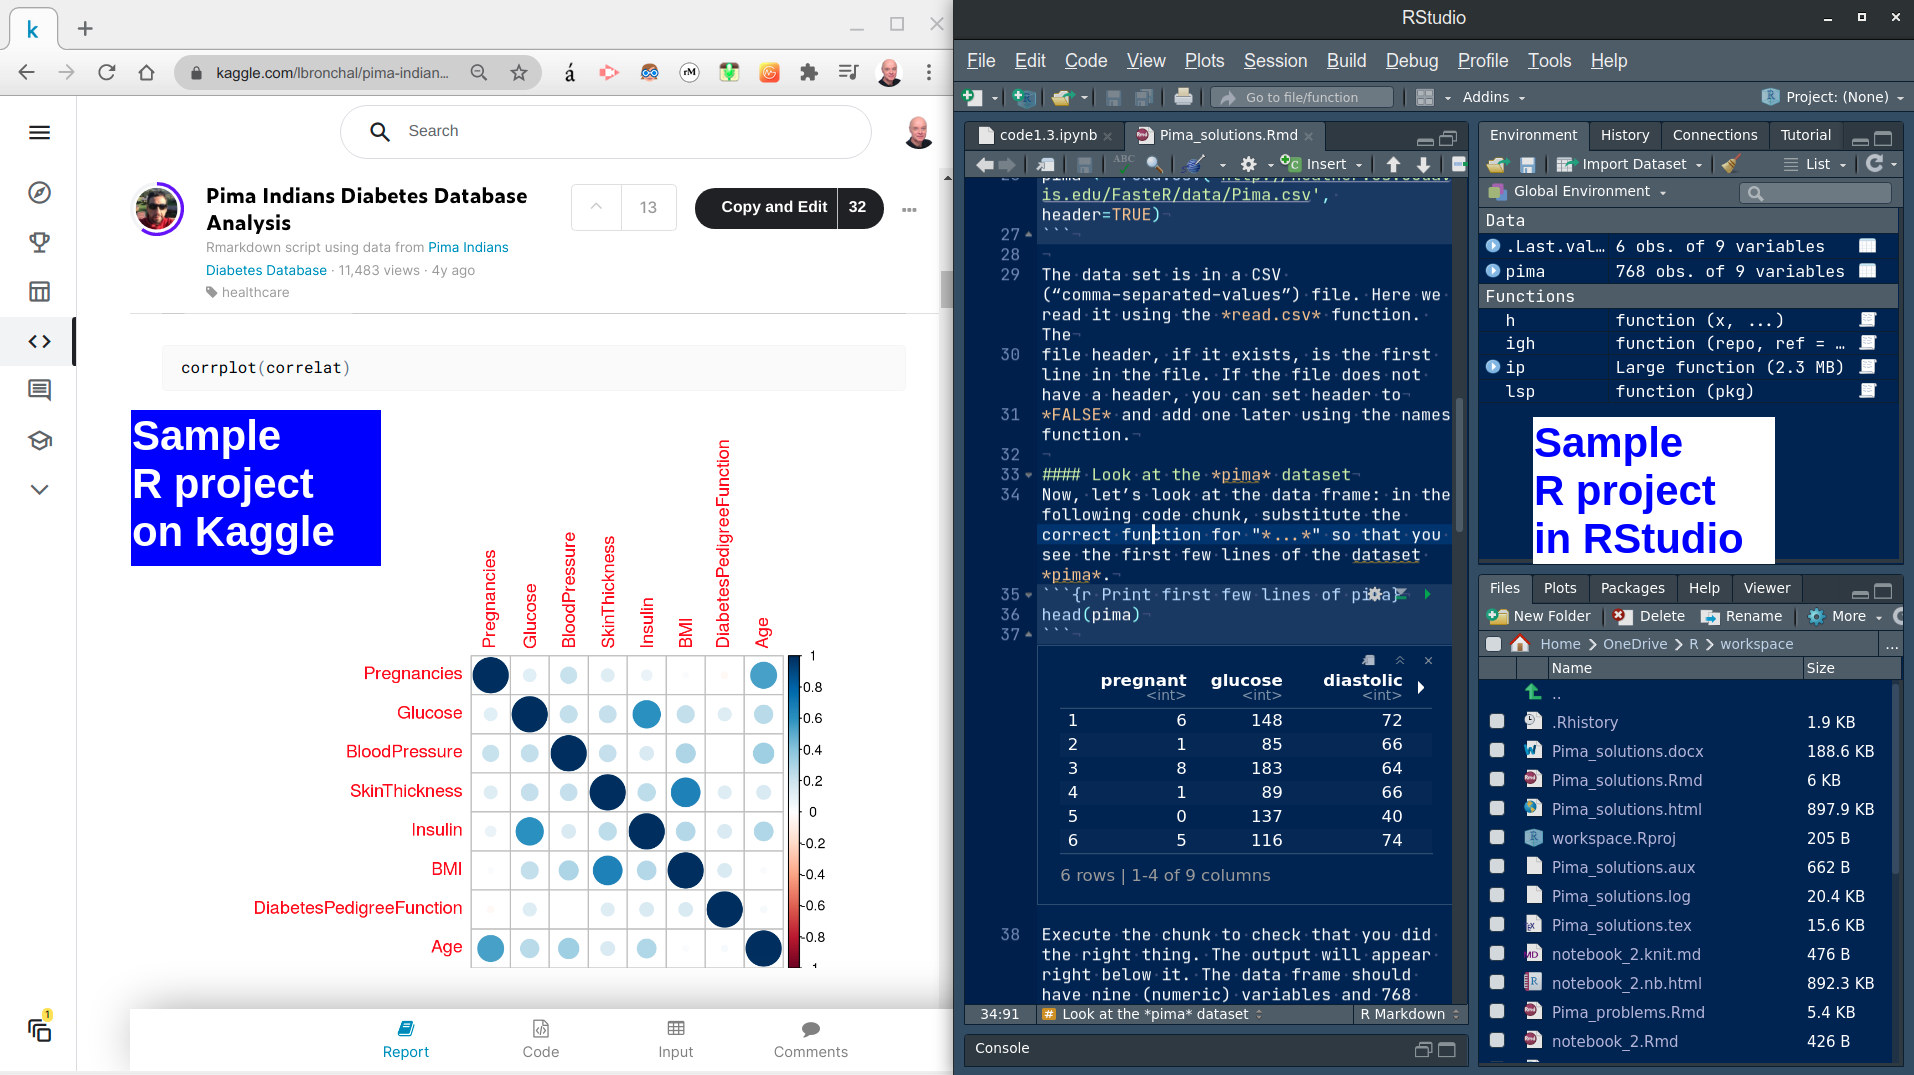 k
kaggle.com/lbronchal/pima-indian...
Search
Pima Indians Diabetes Database
Analysis
13
Copy and Edit
32
Rmarkdown script using data from Pima Indians
Diabetes Database · 11,483 views · 4y ago
healthcare
corrplot(correlat)
Sample
R project
on Kaggle
Pregnancies
Glucose
BloodPressure
SkinThickness
Insulin
BMI
DiabetesPedigreeFunction
Age
Pregnancies
Glucose
BloodPressure
SkinThickness
Insulin
BMI
DiabetesPedigreeFunction
Age
1
0.8
0.6
0.4
0.2
0
-0.2
-0.4
-0.6
-0.8
1
Report
Code
Input
Comments
RStudio
File Edit Code View Plots Session Build Debug Profile Tools Help
Go to file/function
Addins
Project: (None)
code1.3.ipynb
Pima_solutions.Rmd
ABC
Insert
is.edu/FasteR/data/Pima.csv',
header=TRUE)
27 ```
28
29 The data set is in a CSV
(“comma-separated-values”) file. Here we
read it using the *read.csv* function.
The
30 file header, if it exists, is the first
line in the file. If the file does not
have a header, you can set header to
31 *FALSE* and add one later using the names
function.
32
33 #### Look at the *pima* dataset
34 Now, let’s look at the data frame: in the
following code chunk, substitute the
correct function for "*...*" so that you
see the first few lines of the dataset
*pima*.
35 ```{r Print first few lines of pima}
36 head(pima)
37 ```
pregnant glucose diastolic
<int> <int> <int>
1 6 148 72
2 1 85 66
3 8 183 64
4 1 89 66
5 0 137 40
6 5 116 74
6 rows | 1-4 of 9 columns
38 Execute the chunk to check that you did
the right thing. The output will appear
right below it. The data frame should
have nine (numeric) variables and 768
34:91
# Look at the *pima* dataset
R Markdown
Console
Environment History Connections Tutorial
Import Dataset
List
Global Environment
Data
.Last.val… 6 obs. of 9 variables
pima 768 obs. of 9 variables
Functions
h function (x, ...)
igh function (repo, ref = …
ip Large function (2.3 MB)
lsp function (pkg)
Sample
R project
in RStudio
Files Plots Packages Help Viewer
New Folder Delete Rename More
Home OneDrive R workspace ...
Name Size
..
.Rhistory 1.9 KB
Pima_solutions.docx 188.6 KB
Pima_solutions.Rmd 6 KB
Pima_solutions.html 897.9 KB
workspace.Rproj 205 B
Pima_solutions.aux 662 B
Pima_solutions.log 20.4 KB
Pima_solutions.tex 15.6 KB
notebook_2.knit.md 476 B
notebook_2.nb.html 892.3 KB
Pima_problems.Rmd 5.4 KB
notebook_2.Rmd 426 B
1